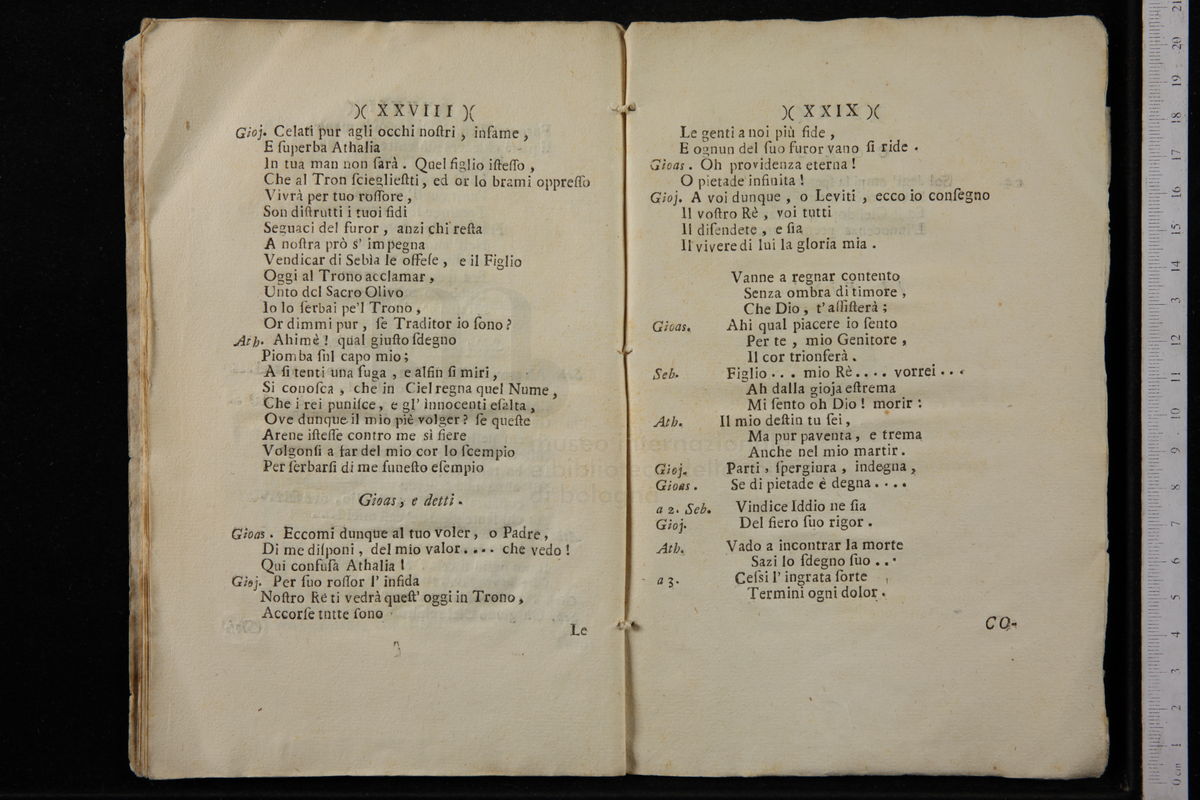 )( XXVIII )(
Gioj. Celati pur agli occhi noſtri , infame ,
E ſuperba Athalia
In tua man non ſarà . Quel figlio iſteſſo ,
Che al Tron ſciegliеſtti , ed or lo brami oppreſſo
Vivrà per tuo roſſore ,
Son diſtrutti i tuoi fidi
Seguaci del furor , anzi chi reſta
A noſtra prò s' impegna
Vendicar di Sebìa le offeſe , e il Figlio
Oggi al Trono acclamar ,
Unto del Sacro Olivo
Io lo ſerbai pe'l Trono ,
Or dimmi pur , ſe Traditor io ſono ?
Ath. Ahimè ! qual giuſto ſdegno
Piomba ſul capo mio ;
A ſi tenti una fuga , e alfin ſi miri ,
Si conoſca , che in Ciel regna quel Nume ,
Che i rei puniſce, e gl' innocenti eſalta ,
Ove dunque il mio piè volger ? ſe queſte
Arene iſteſſe contro me sì fiere
Volgonſi a far del mio cor lo ſcempio
Per ſerbarſi di me funeſto eſempio
Gioas, e detti .
Gioas . Eccomi dunque al tuo voler, o Padre,
Di me diſponi , del mio valor. . . . che vedo !
Qui confuſa Athalia !
Gioj. Per ſuo roſſor l' infida
Noſtro Rè ti vedrà queſt' oggi in Trono ,
Accorſe tntte ſono
Le
)( XXIX )(
Le genti a noi più fide ,
E ognun del ſuo furor vano ſi ride .
Gioas . Oh providenza eterna !
O pietade infinita !
Gioj. A voi dunque , o Leviti , ecco io conſegno
Il voſtro Rè , voi tutti
Il difendete , e ſia
Il vivere di lui la gloria mia .
Vanne a regnar contento
Senza ombra di timore ,
Che Dio , t' aſſiſterà ;
Gioas. Ahi qual piacere io ſento
Per te , mio Genitore ,
Il cor trionferà .
Seb. Figlio . . . mio Rè. . . . vorrei . . .
Ah dalla gioja eſtrema
Mi ſento oh Dio ! morir :
Ath. Il mio deſtin tu ſei ,
Ma pur paventa , e trema
Anche nel mio martir .
Gioj. Parti , ſpergiura , indegna ,
Gioas . Se di pietade è degna . . . .
a 2. Seb. Vindice Iddio ne ſia
Gioj. Del fiero ſuo rigor .
Ath. Vado a incontrar la morte
Sazi lo ſdegno ſuo . . .
a 3. Ceſsi l' ingrata ſorte
Termini ogni dolor .
CO-
museo internazio
e biblioteca dell
di bologna